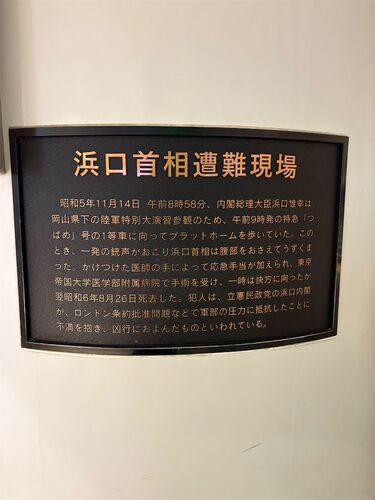 浜口首相遭難現場
昭和5年11月14日 午前8時58分、内閣総理大臣浜口雄幸は、
岡山県下の陸軍特別大演習参観のため、午前9時発の特急「つ
ばめ」号の1等車に向ってプラットホームを歩いていた。この
とき、一発の銃声がおこり浜口首相は腹部をおさえてうずくま
った。かけつけた医師の手によって応急手当が加えられ、東京
帝国大学医学部附属病院で手術を受け、一時は快方に向ったが
翌昭和6年8月26日死去した。犯人は、立憲民政党の浜口内閣
が、ロンドン条約批准問題などで軍部の圧力に抵抗したことに
不満を抱き、凶行におよんだものといわれている。